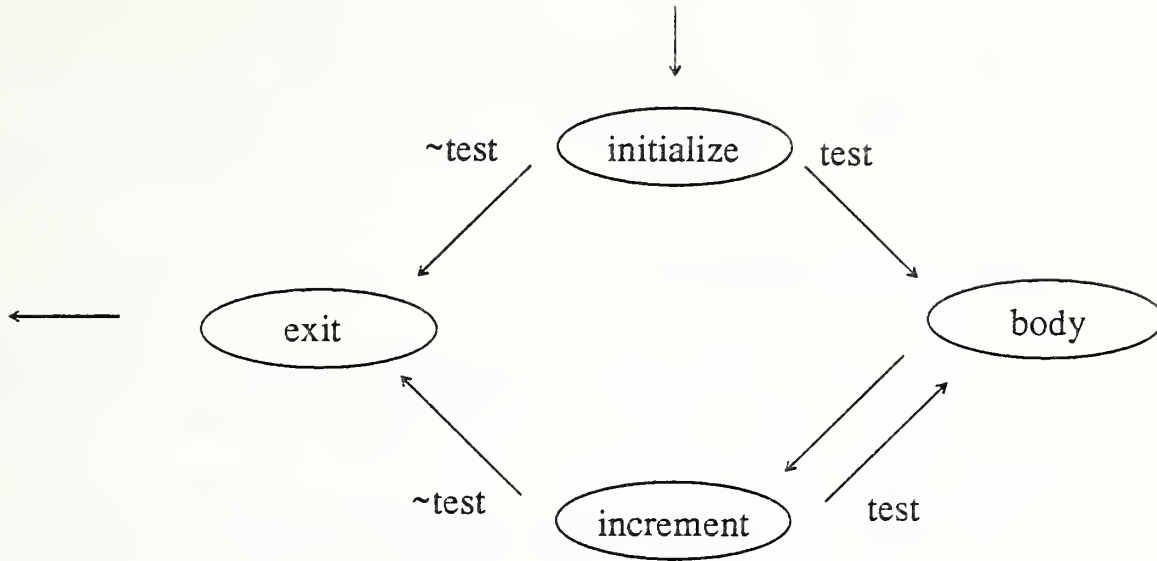 ~test
initialize
test
exit
body
~test
increment
test